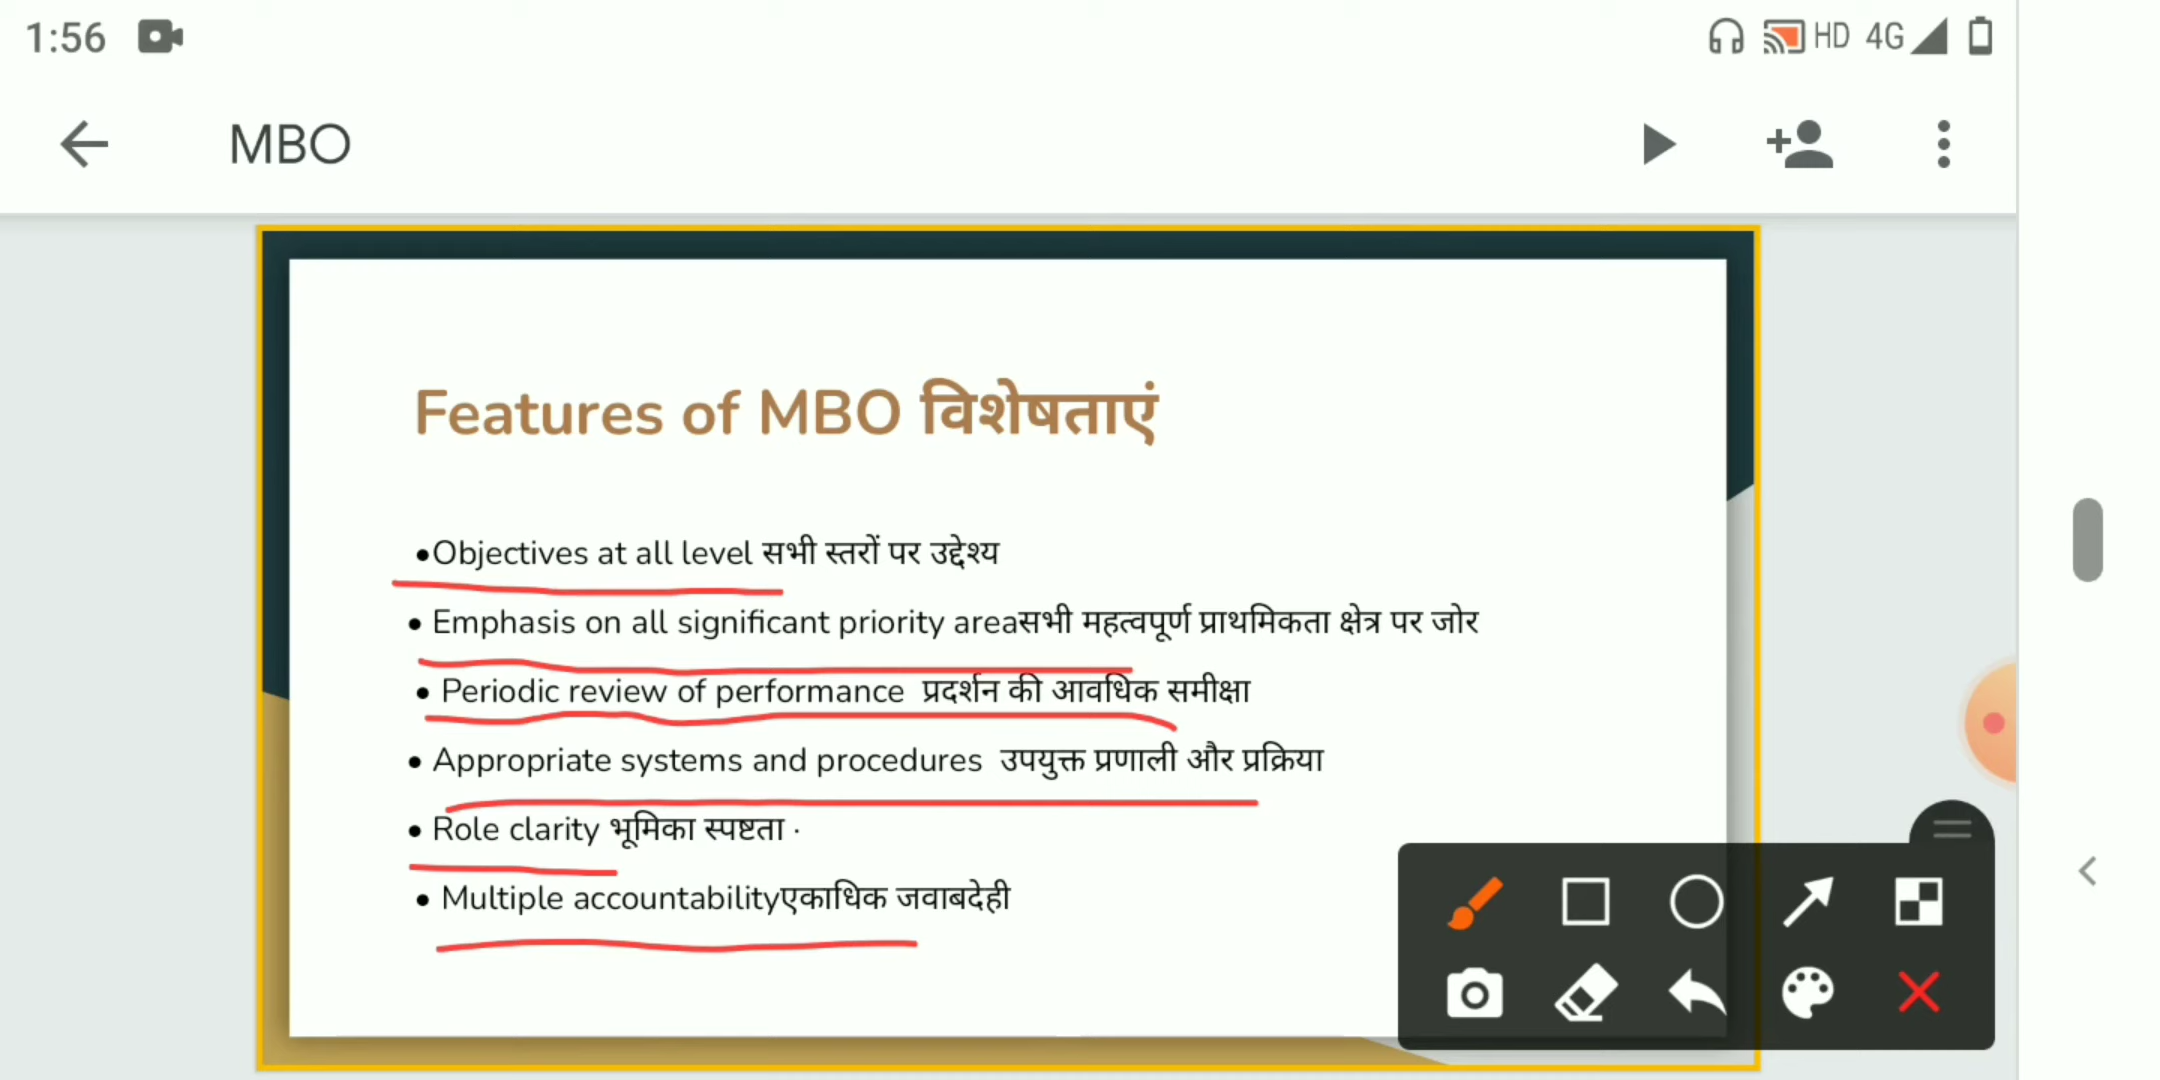 1:56 HD 4G
MBO
Features of MBO विशेषताएं
•Objectives at all level सभी स्तरों पर उद्देश्य
• Emphasis on all significant priority areaसभी महत्वपूर्ण प्राथमिकता क्षेत्र पर जोर
• Periodic review of performance प्रदर्शन की आवधिक समीक्षा
• Appropriate systems and procedures उपयुक्त प्रणाली और प्रक्रिया
• Role clarity भूमिका स्पष्टता ·
• Multiple accountabilityएकाधिक जवाबदेही